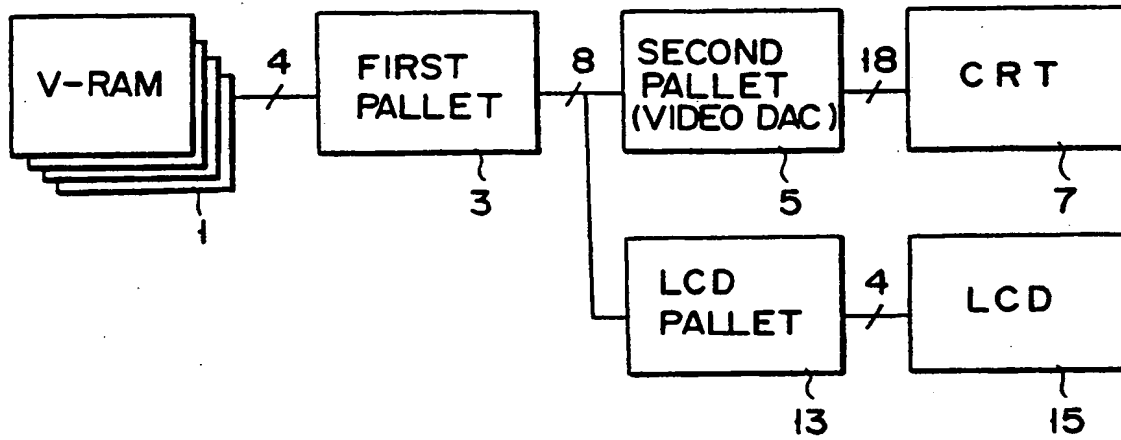 V-RAM
1
4
FIRST
PALLET
3
8
SECOND
PALLET
(VIDEO DAC)
5
18
CRT
7
LCD
PALLET
13
4
LCD
15